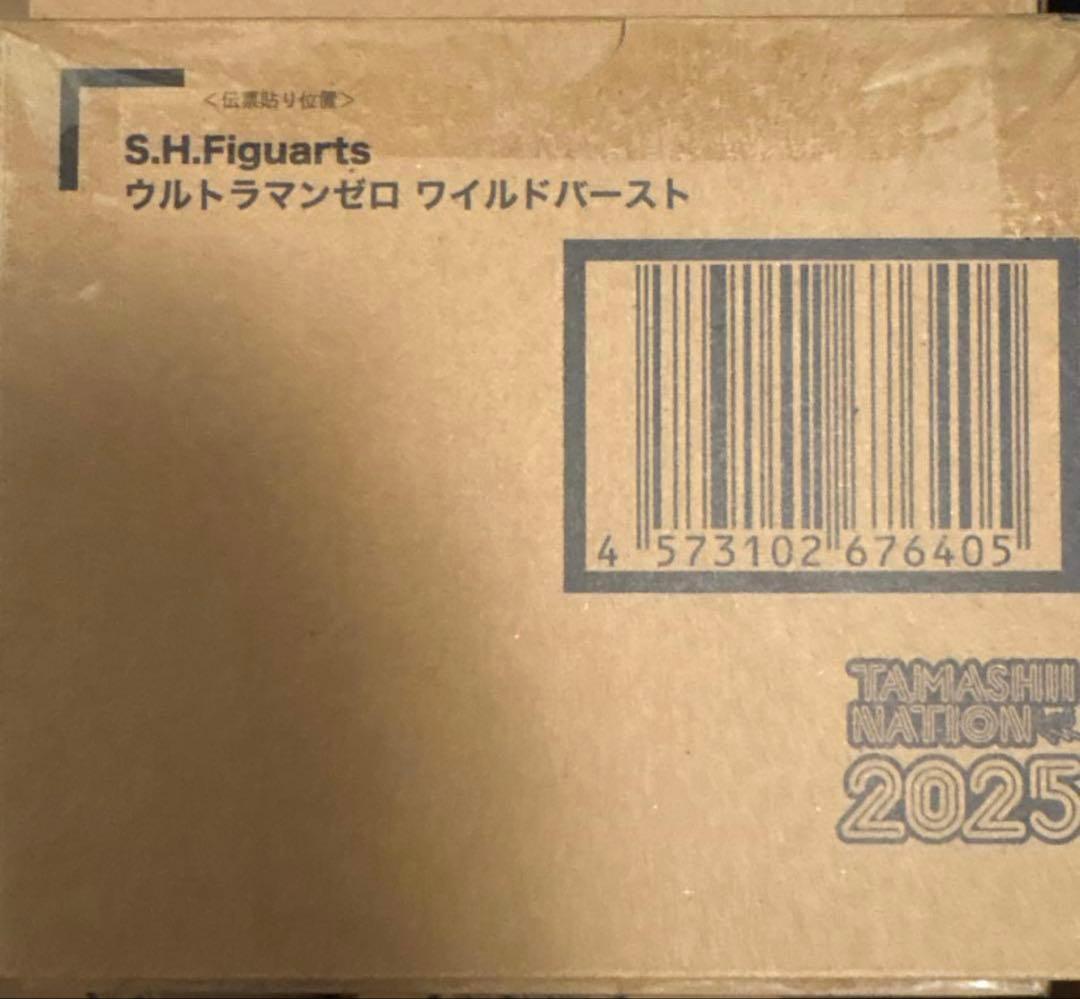 <伝票貼り位置>
S.H.Figuarts
ウルトラマンゼロ ワイルドバースト
4 573102 676405
TAMASHII
NATION
2025